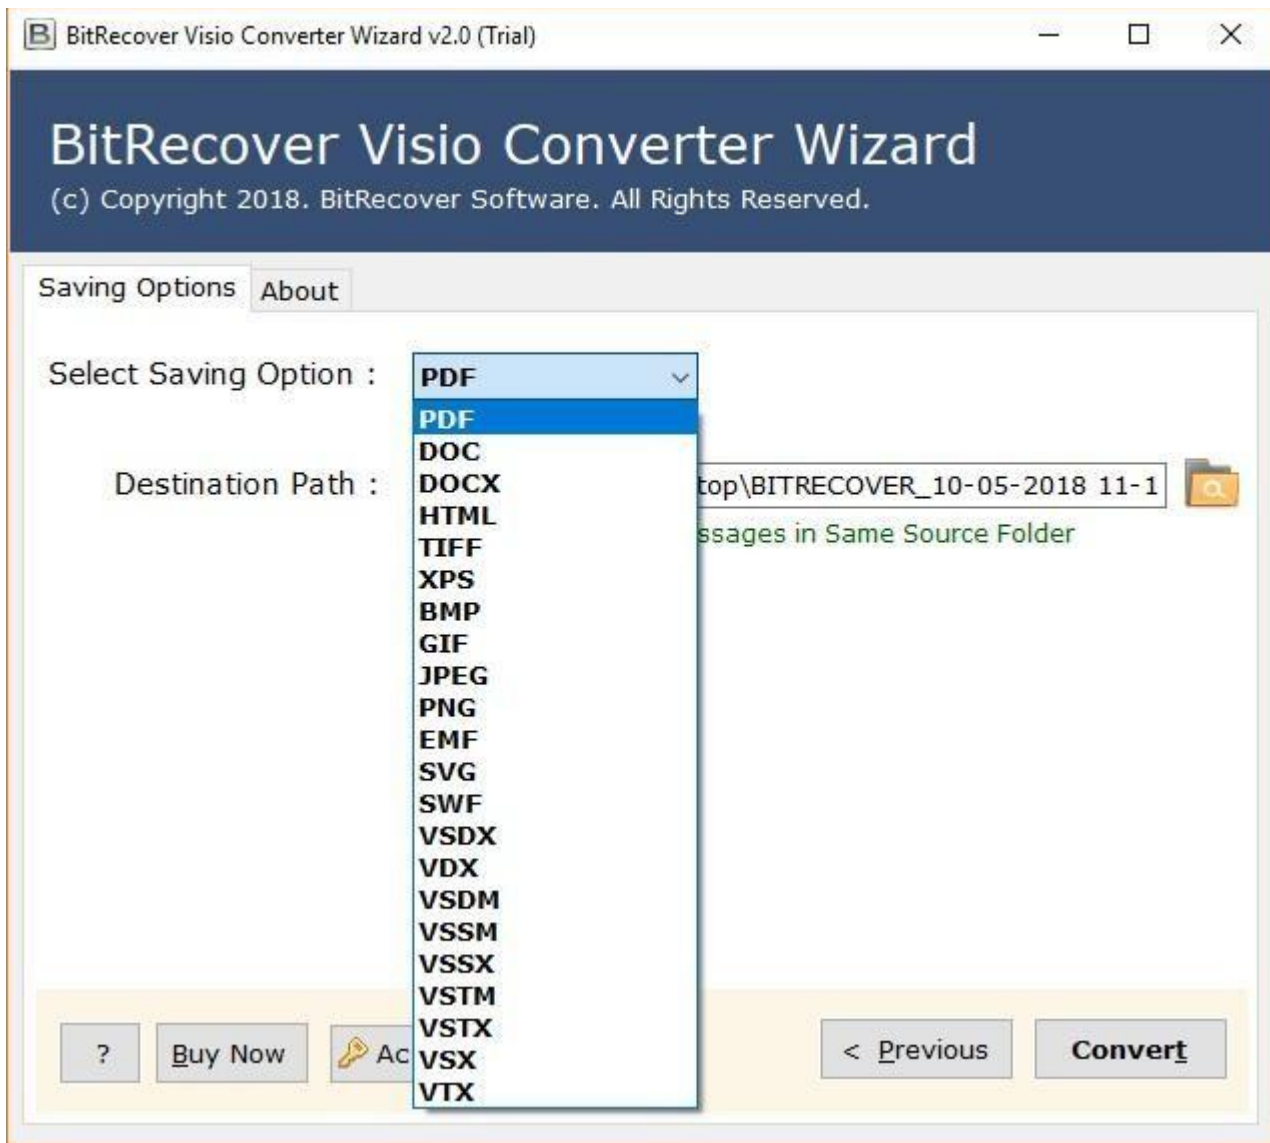 BitRecover Visio Converter Wizard v2.0 (Trial)
BitRecover Visio Converter Wizard
(c) Copyright 2018. BitRecover Software. All Rights Reserved.
Saving Options About
Select Saving Option : PDF
PDF
DOC
DOCX
HTML
TIFF
XPS
BMP
GIF
JPEG
PNG
EMF
SVG
SWF
VSDX
VDX
VSDM
VSSM
VSSX
VSTM
VSTX
VSX
VTX
Destination Path : top\BITRECOVER_10-05-2018 11-1
ssages in Same Source Folder
? Buy Now Ac < Previous Convert